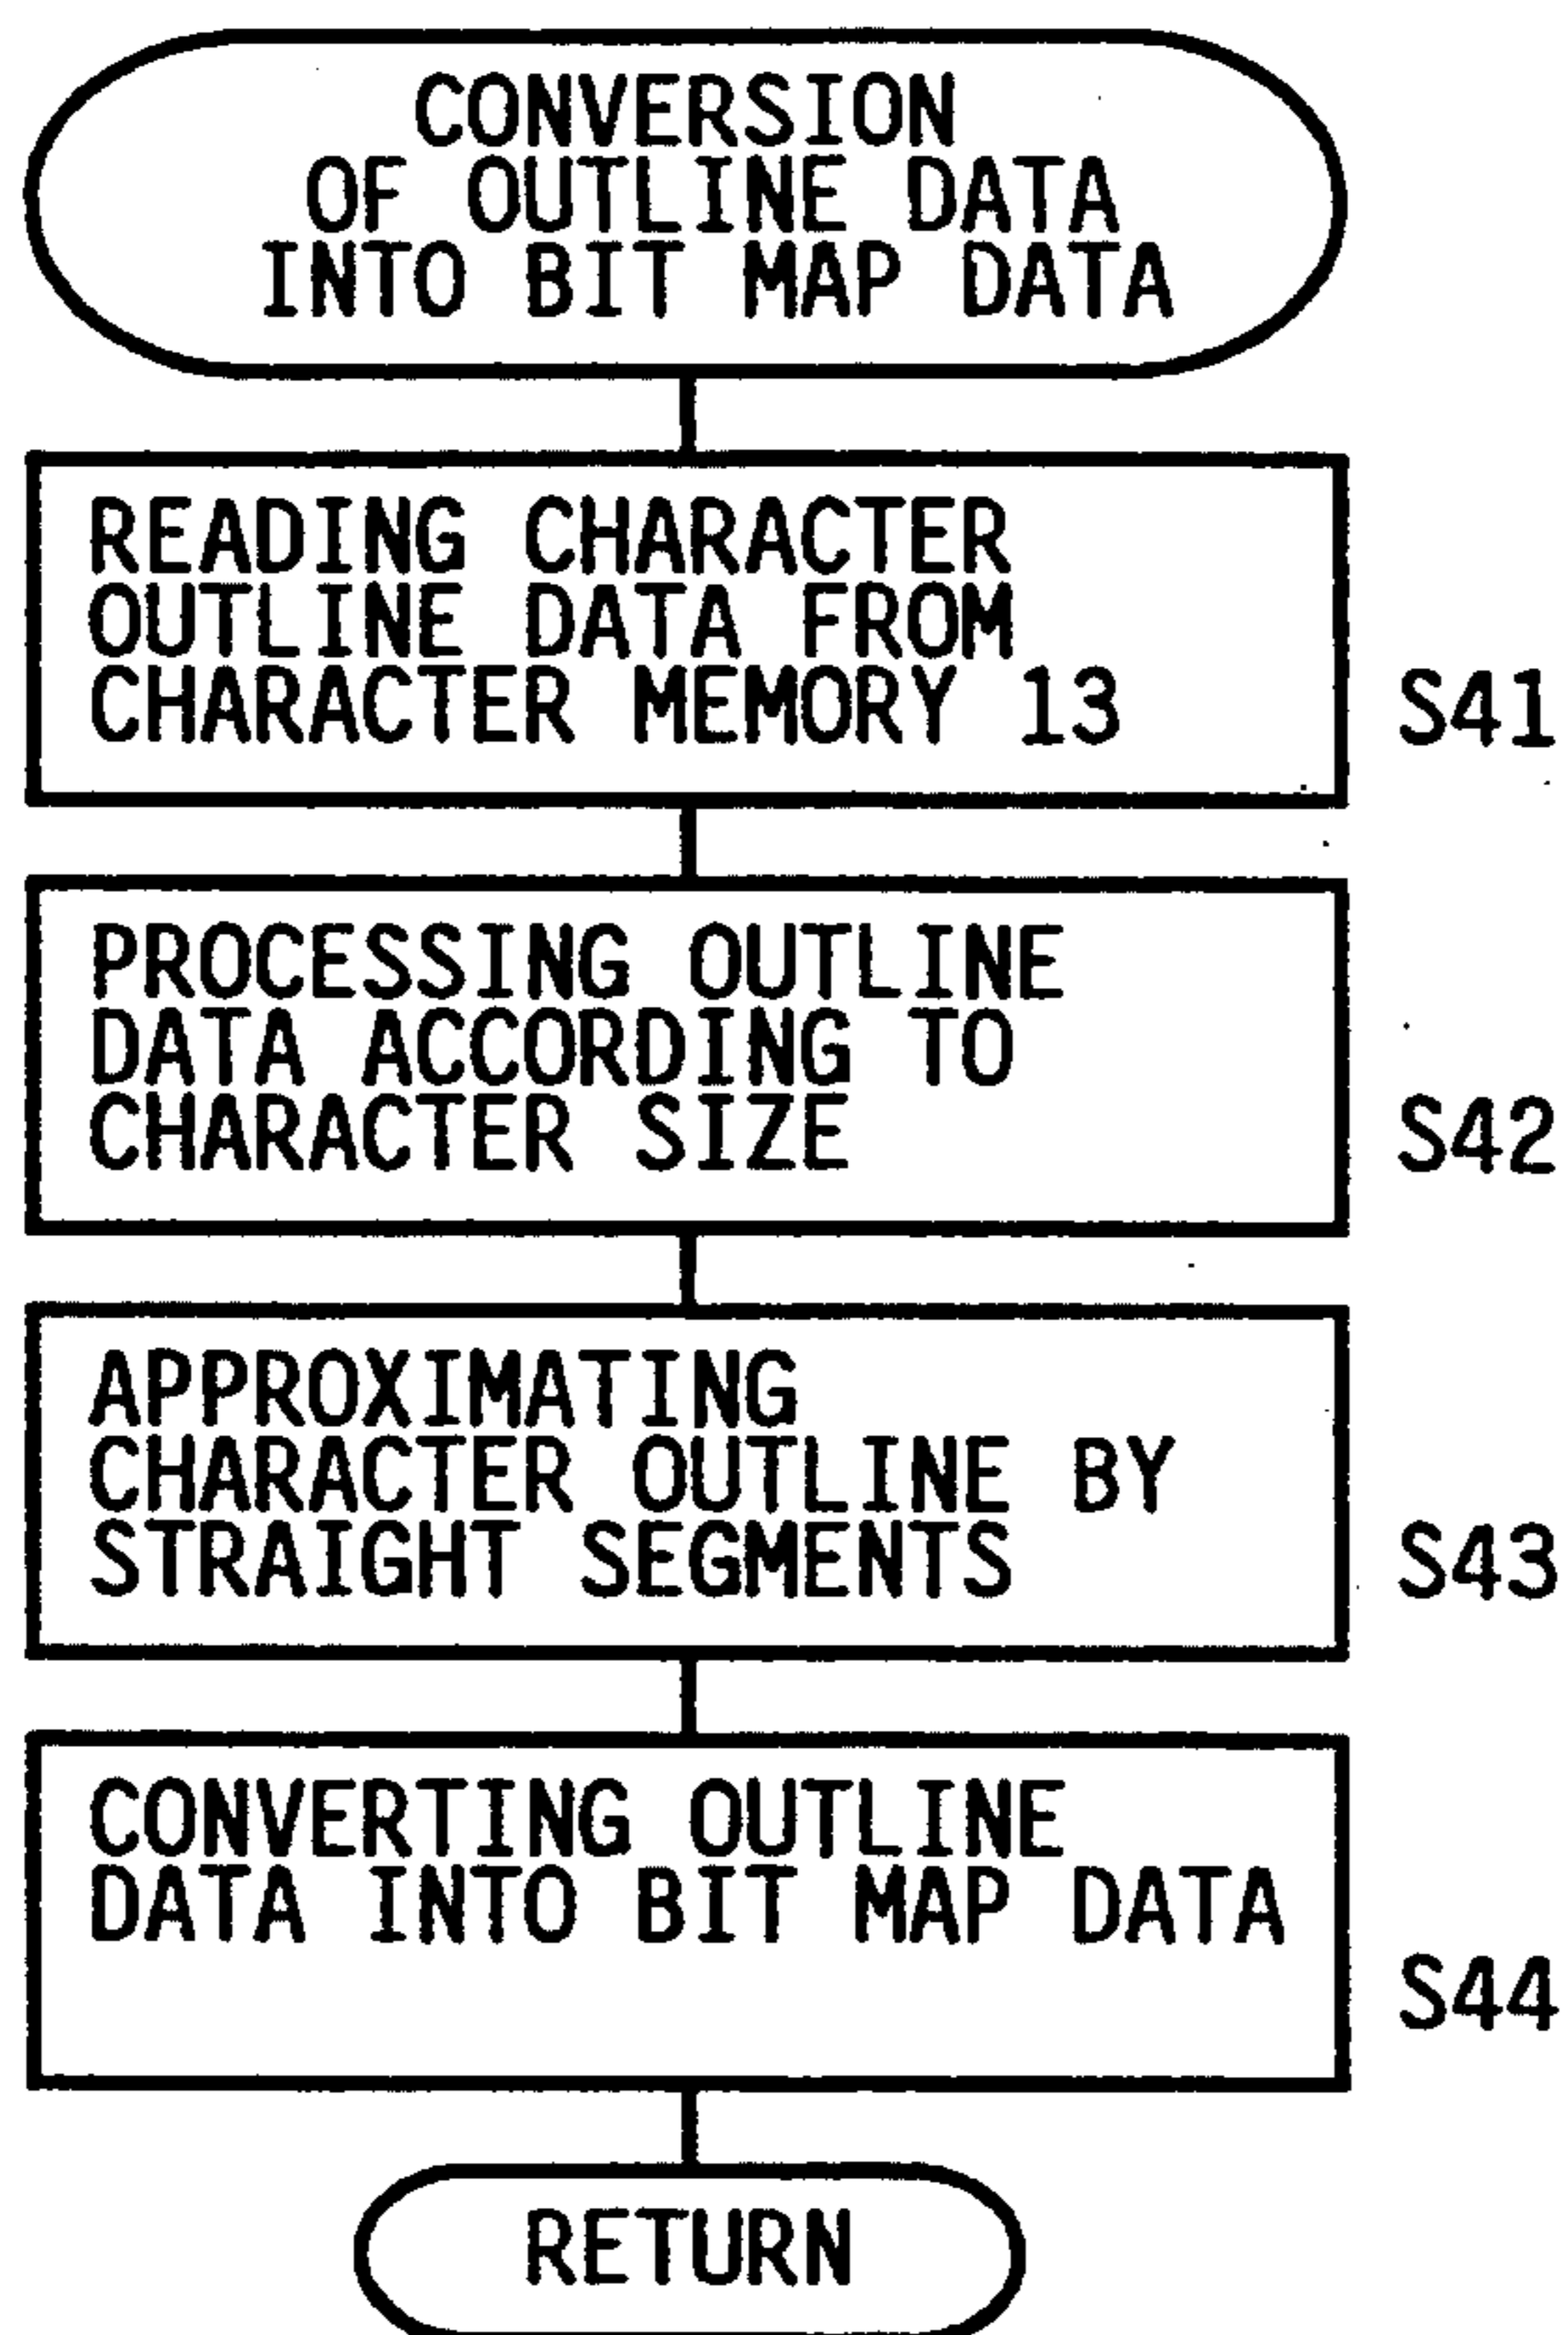 CONVERSION
OF OUTLINE DATA
INTO BIT MAP DATA
READING CHARACTER
OUTLINE DATA FROM
CHARACTER MEMORY 13
S41
PROCESSING OUTLINE
DATA ACCORDING TO
CHARACTER SIZE
S42
APPROXIMATING
CHARACTER OUTLINE BY
STRAIGHT SEGMENTS
S43
CONVERTING OUTLINE
DATA INTO BIT MAP DATA
S44
RETURN